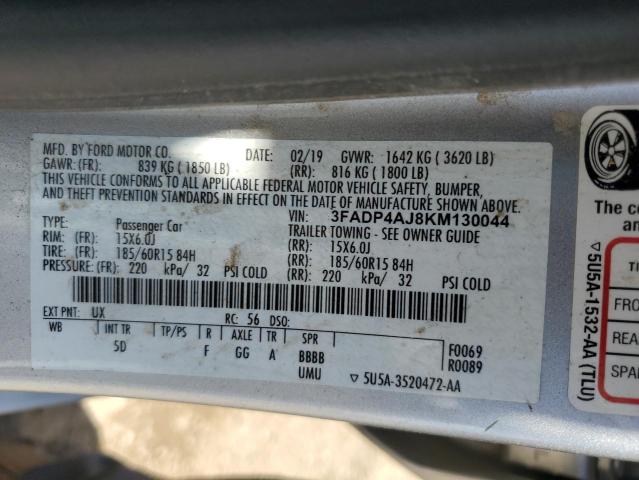 MFD. BY FORD MOTOR CO. DATE: 02/19 GVWR: 1642 KG ( 3620 LB)
GAWR: (FR): 839 KG ( 1850 LB) (RR): 816 KG ( 1800 LB)
THIS VEHICLE CONFORMS TO ALL APPLICABLE FEDERAL MOTOR VEHICLE SAFETY, BUMPER,
AND THEFT PREVENTION STANDARDS IN EFFECT ON THE DATE OF MANUFACTURE SHOWN ABOVE.
VIN: 3FADP4AJ8KM130044
TYPE: Passenger Car TRAILER TOWING - SEE OWNER GUIDE
RIM: (FR): 15X6.0J (RR): 15X6.0J
TIRE: (FR): 185/60R15 84H (RR): 185/60R15 84H
PRESSURE: (FR): 220 kPa/ 32 PSI COLD (RR): 220 kPa/ 32 PSI COLD
EXT PNT: UX RC: 56 DSO:
WB INT TR TP/PS R AXLE TR SPR
5D F GG A BBBB
UMU
F0069
R0089
▽ 5U5A-3520472-AA
▽5U5A-1532-AA (TLU)
The co
an
TIRE
FRO
REA
SPAR